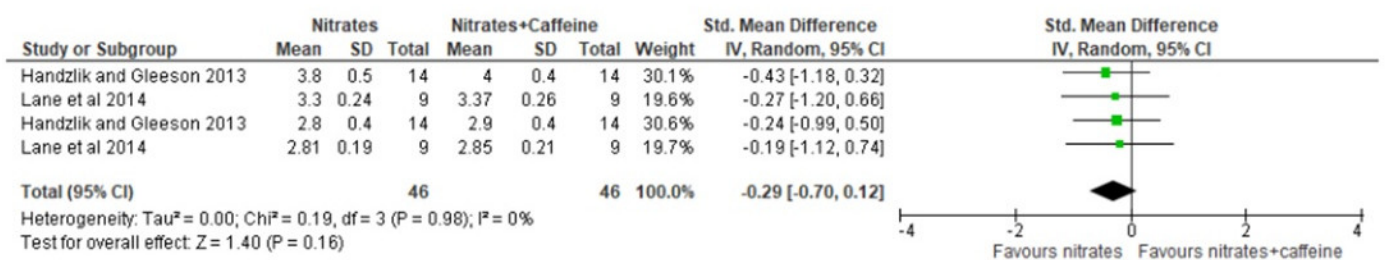 Nitrates Nitrates+Caffeine Std. Mean Difference Std. Mean Difference
Study or Subgroup Mean SD Total Mean SD Total Weight IV, Random, 95% CI IV, Random, 95% CI
Handzlik and Gleeson 2013 3.8 0.5 14 4 0.4 14 30.1% -0.43 [-1.18, 0.32]
Lane et al 2014 3.3 0.24 9 3.37 0.26 9 19.6% -0.27 [-1.20, 0.66]
Handzlik and Gleeson 2013 2.8 0.4 14 2.9 0.4 14 30.6% -0.24 [-0.99, 0.50]
Lane et al 2014 2.81 0.19 9 2.85 0.21 9 19.7% -0.19 [-1.12, 0.74]
Total (95% CI) 46 46 100.0% -0.29 [-0.70, 0.12]
Heterogeneity: Tau² = 0.00; Chi² = 0.19, df = 3 (P = 0.98); I² = 0%
Test for overall effect: Z = 1.40 (P = 0.16)
-4 -2 0 2 4
Favours nitrates Favours nitrates+caffeine